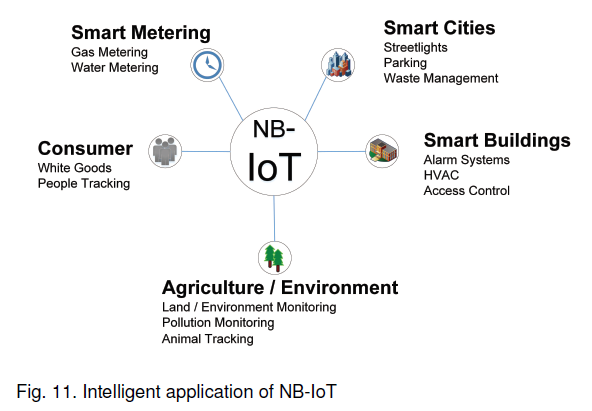 Smart Metering
Gas Metering
Water Metering
Smart Cities
Streetlights
Parking
Waste Management
Consumer
White Goods
People Tracking
NB-
IoT
Smart Buildings
Alarm Systems
HVAC
Access Control
Agriculture / Environment
Land / Environment Monitoring
Pollution Monitoring
Animal Tracking
Fig. 11. Intelligent application of NB-IoT